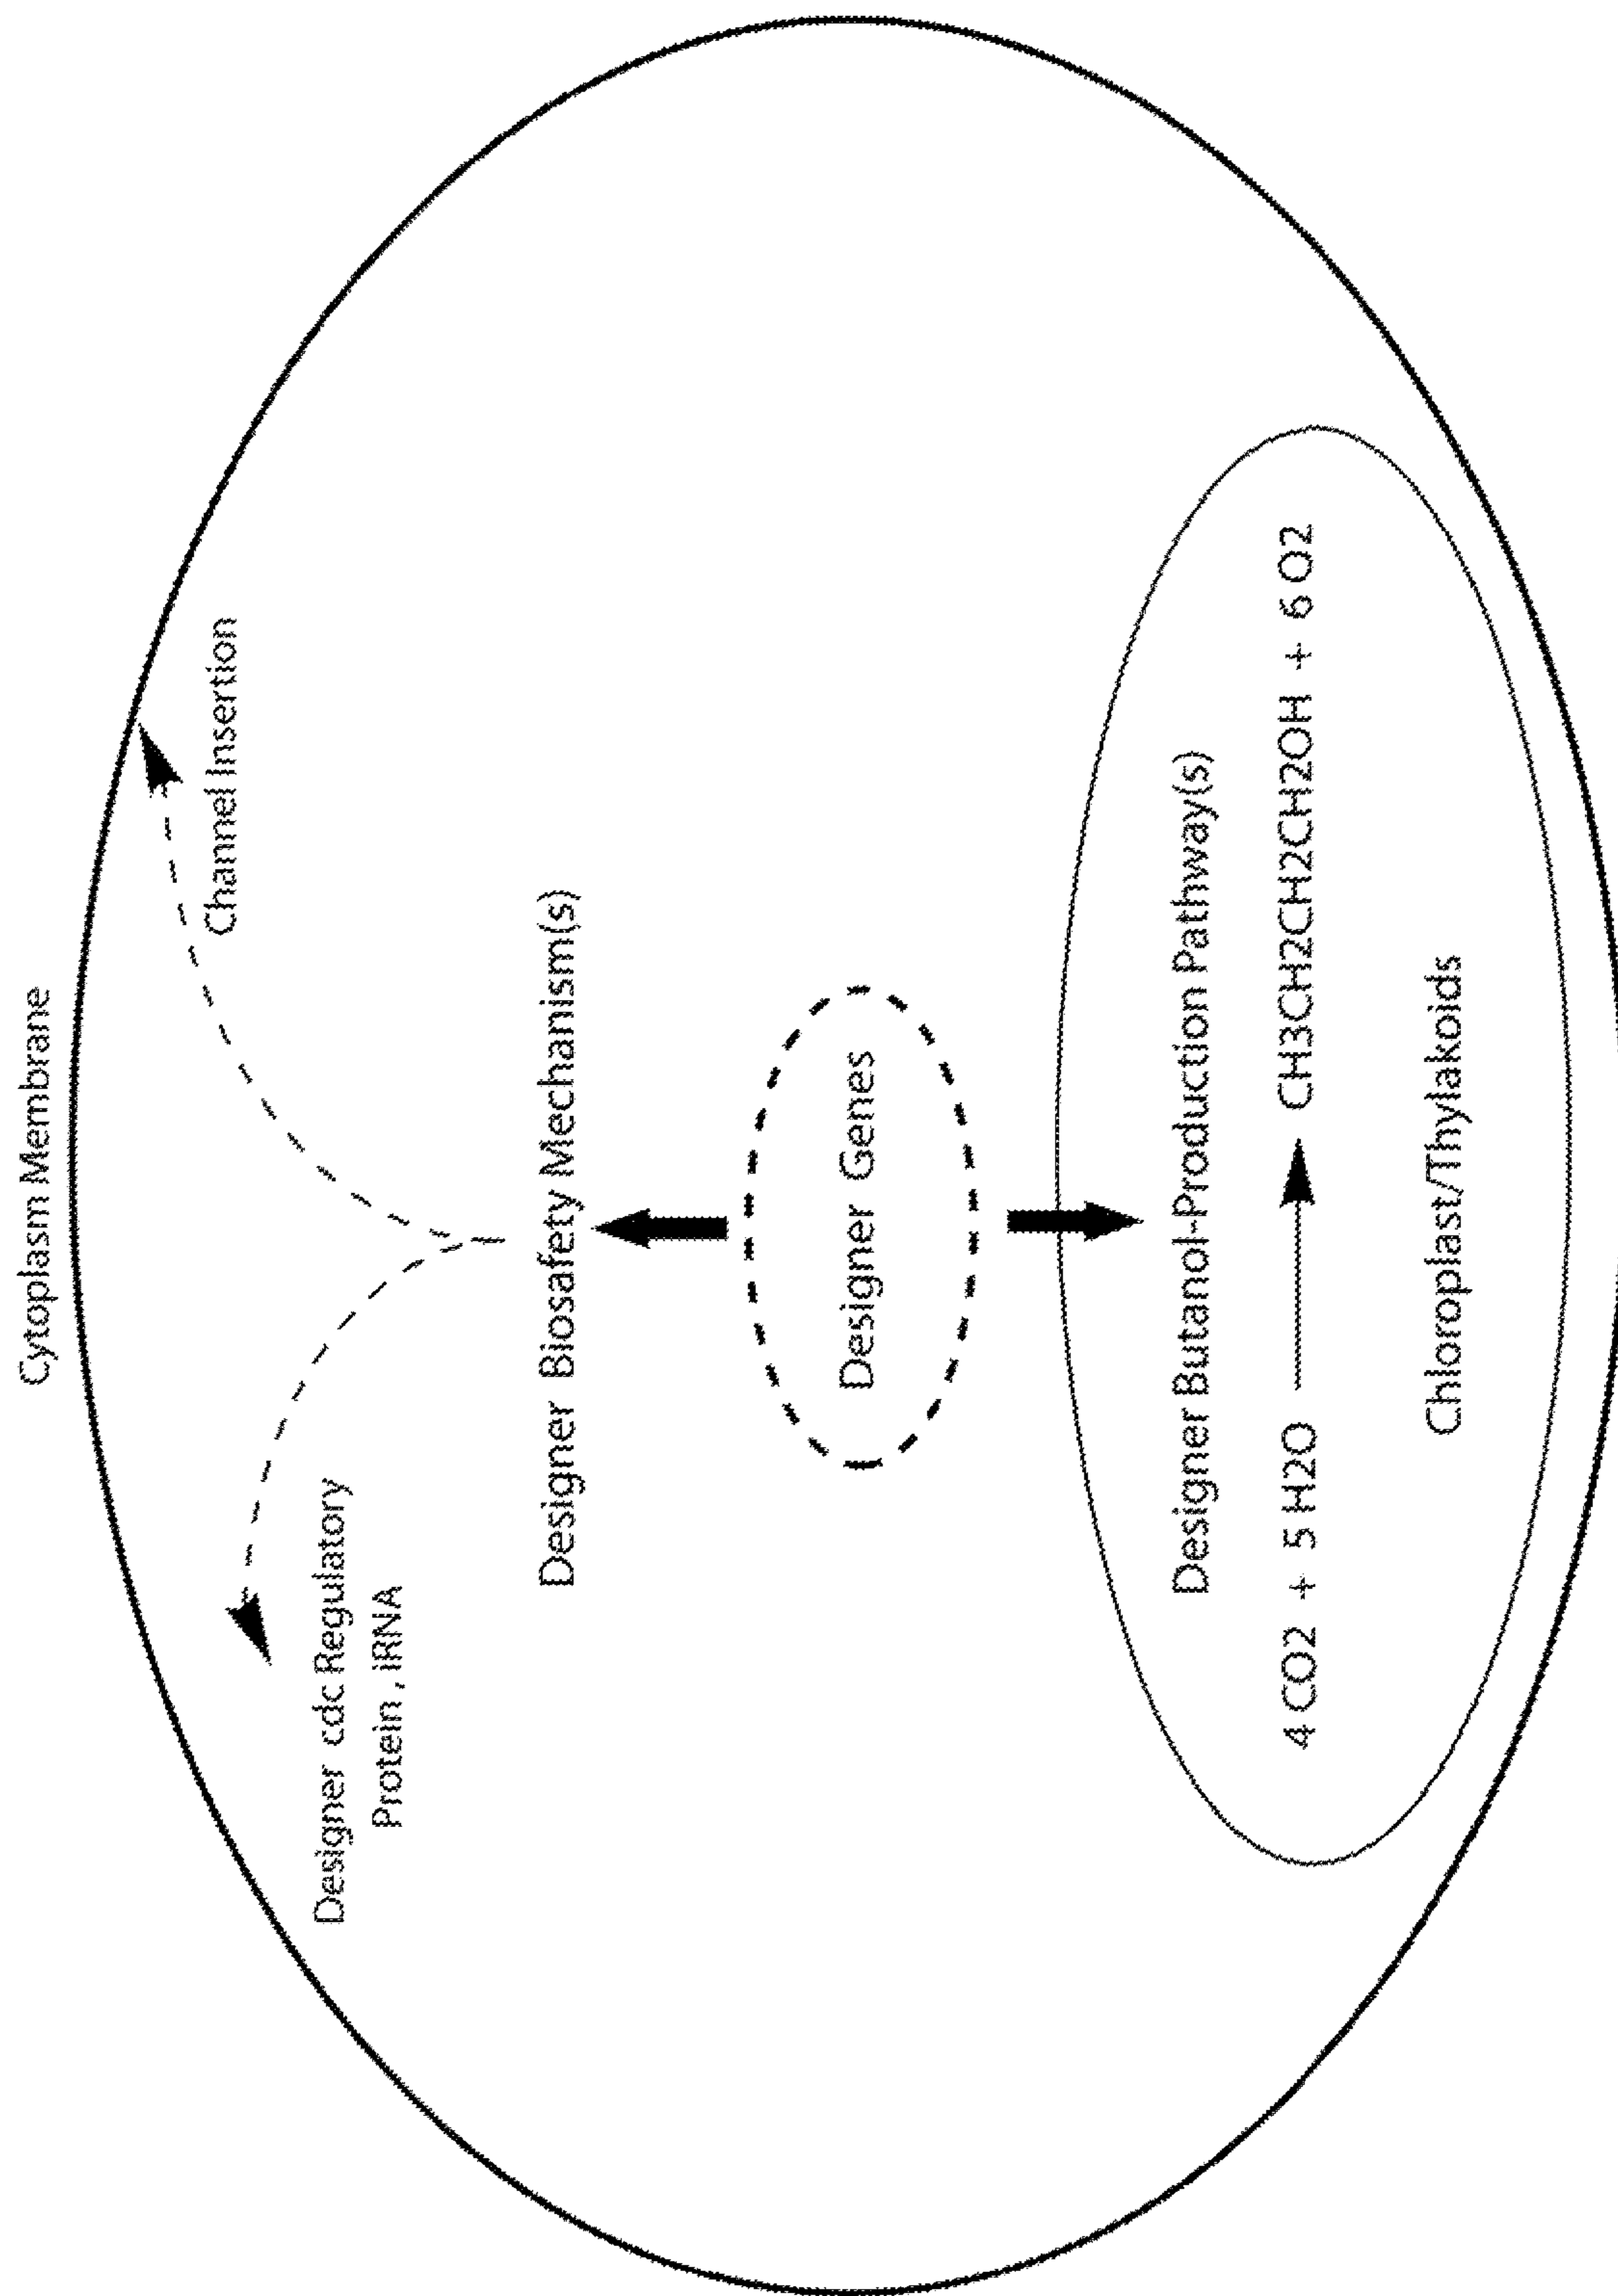 Cytoplasm Membrane
Channel Insertion
Designer cdc Regulatory
Protein , iRNA
Designer Biosafety Mechanism(s)
Designer Genes
Designer Butanol-Production Pathway(s)
4 CO2 + 5 H2O → CH3CH2CH2CH2OH + 6 O2
Chloroplast/Thylakoids